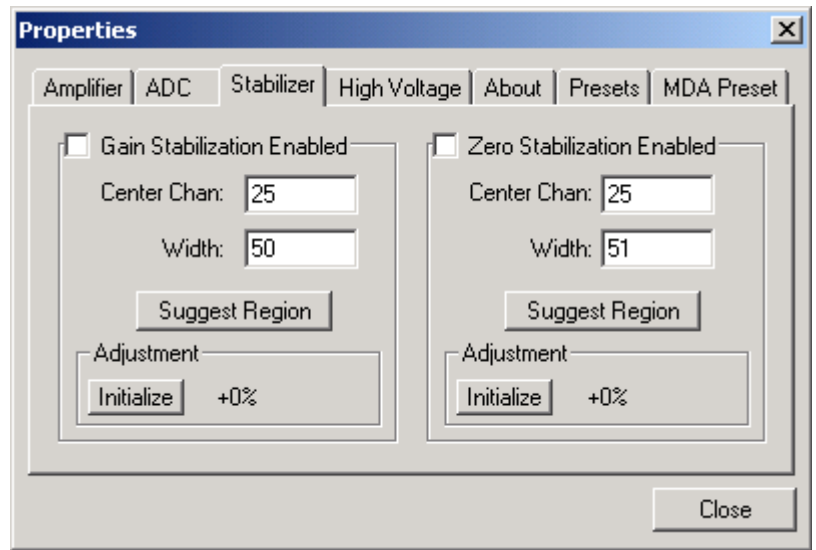 Properties
Amplifier ADC Stabilizer High Voltage About Presets MDA Preset
Gain Stabilization Enabled
Center Chan: 25
Width: 50
Suggest Region
Adjustment
Initialize +0%
Zero Stabilization Enabled
Center Chan: 25
Width: 51
Suggest Region
Adjustment
Initialize +0%
Close